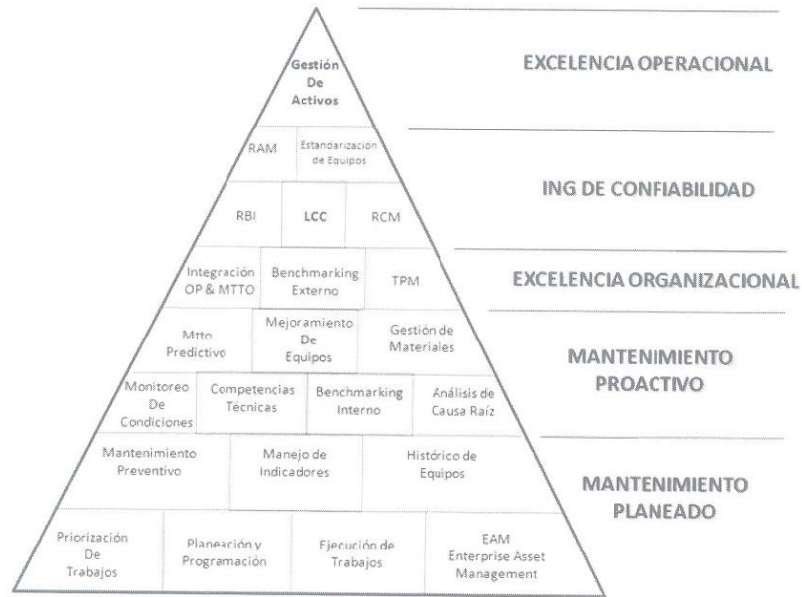 Gestión
De
Activos
EXCELENCIA OPERACIONAL
RAM
Estandarización
de Equipos
RBI
LCC
RCM
ING DE CONFIABILIDAD
Integración
OP & MTTO
Benchmarking
Externo
TPM
EXCELENCIA ORGANIZACIONAL
Mtto
Predictivo
Mejoramiento
De
Equipos
Gestión de
Materiales
Monitoreo
De
Condiciones
Competencias
Técnicas
Benchmarking
Interno
Análisis de
Causa Raíz
MANTENIMIENTO
PROACTIVO
Mantenimiento
Preventivo
Manejo de
Indicadores
Histórico de
Equipos
Priorización
De
Trabajos
Planeación y
Programación
Ejecución de
Trabajos
EAM
Enterprise Asset
Management
MANTENIMIENTO
PLANEADO